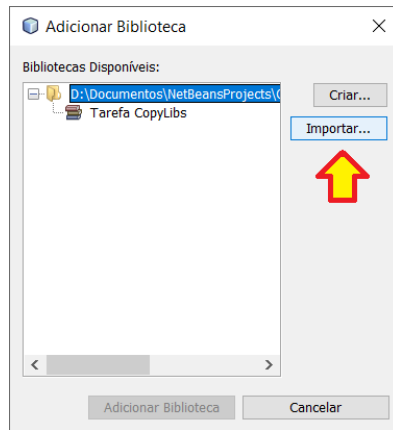 Adicionar Biblioteca
Bibliotecas Disponíveis:
D:\Documentos\NetBeansProjects\
Tarefa CopyLibs
Criar...
Importar...
Adicionar Biblioteca
Cancelar